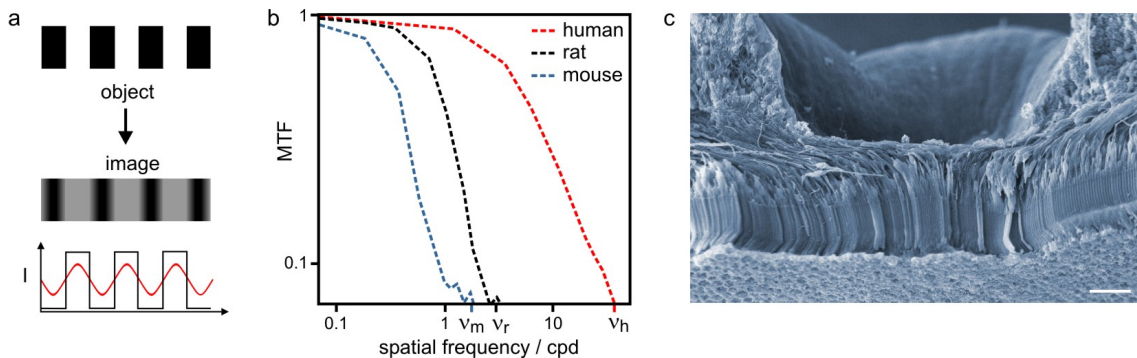 a
object
image
I
b
human
rat
mouse
MTF
1
0.1
0.1
1
10
νm
νr
νh
spatial frequency / cpd
c